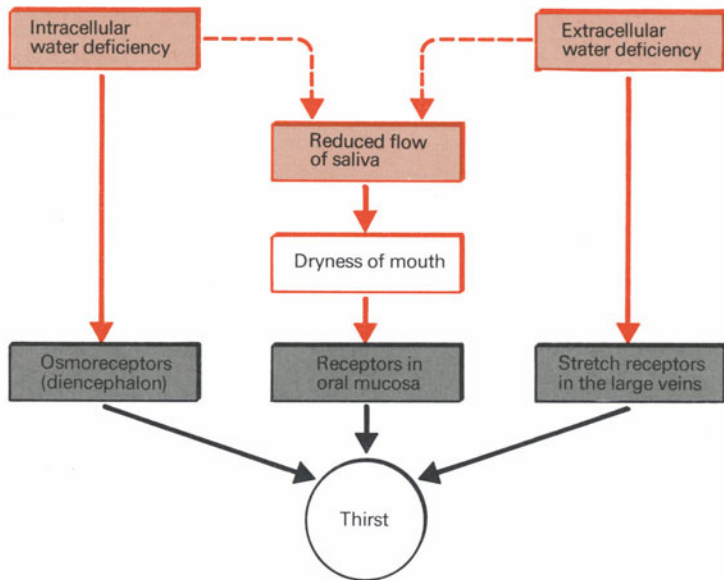 Intracellular
water deficiency
Extracellular
water deficiency
Reduced flow
of saliva
Dryness of mouth
Osmoreceptors
(diencephalon)
Receptors in
oral mucosa
Stretch receptors
in the large veins
Thirst